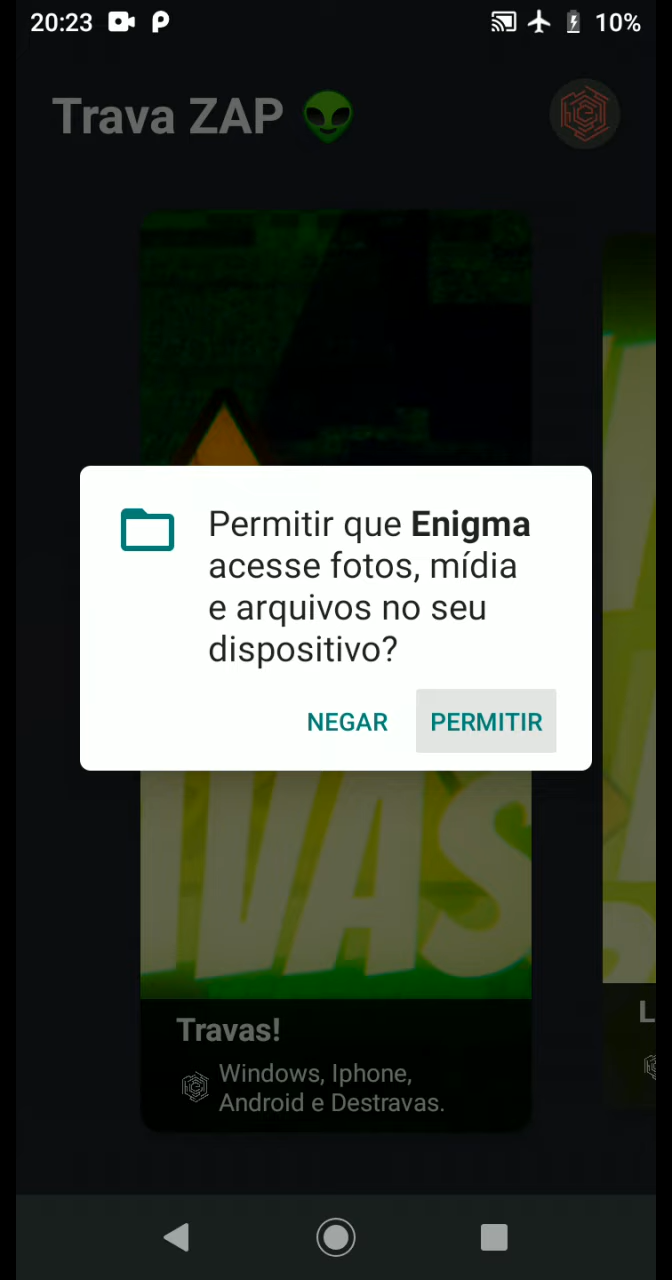 20:23
10%
Trava ZAP
Permitir que Enigma
acesse fotos, mídia
e arquivos no seu
dispositivo?
NEGAR
PERMITIR
IVAS
Travas!
Windows, Iphone,
Android e Destravas.
L